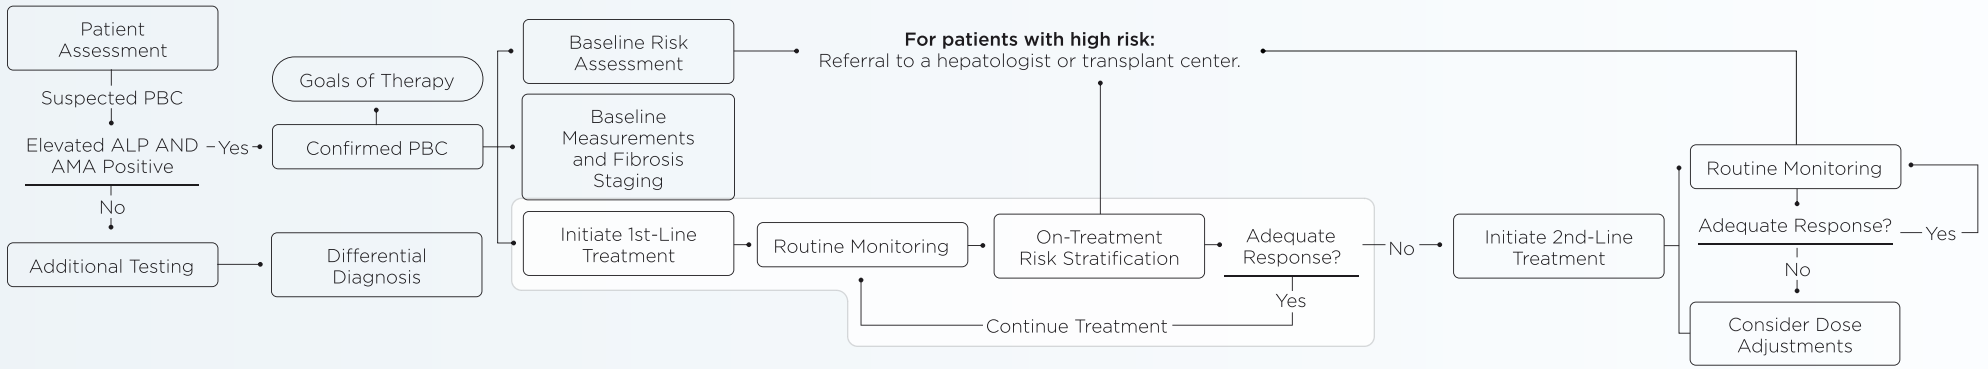 Patient
Assessment
Suspected PBC
Elevated ALP AND
AMA Positive
Yes
No
Additional Testing
Differential
Diagnosis
Goals of Therapy
Confirmed PBC
Baseline Risk
Assessment
Baseline
Measurements
and Fibrosis
Staging
For patients with high risk:
Referral to a hepatologist or transplant center.
Initiate 1st-Line
Treatment
Routine Monitoring
On-Treatment
Risk Stratification
Adequate
Response?
Yes
Continue Treatment
No
Initiate 2nd-Line
Treatment
Routine Monitoring
Adequate Response?
Yes
No
Consider Dose
Adjustments